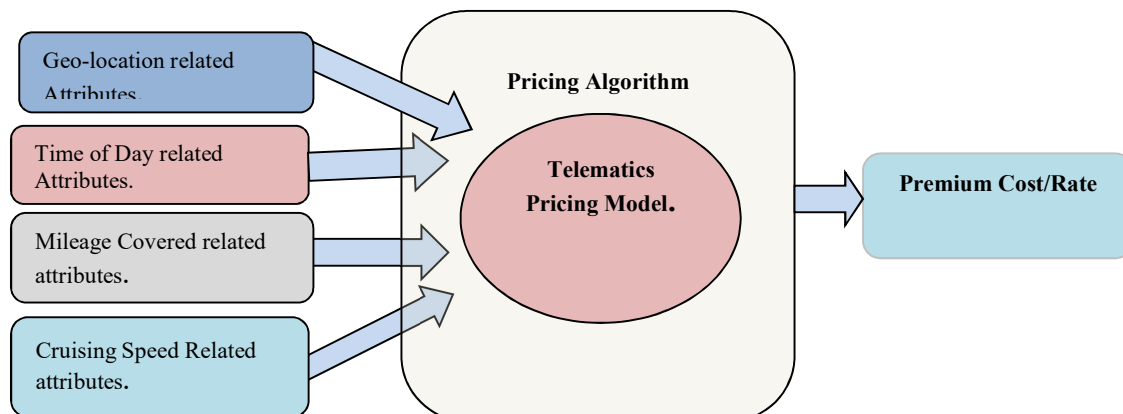 Geo-location related
Attributes.
Time of Day related
Attributes.
Mileage Covered related
attributes.
Cruising Speed Related
attributes.
Pricing Algorithm
Telematics
Pricing Model.
Premium Cost/Rate